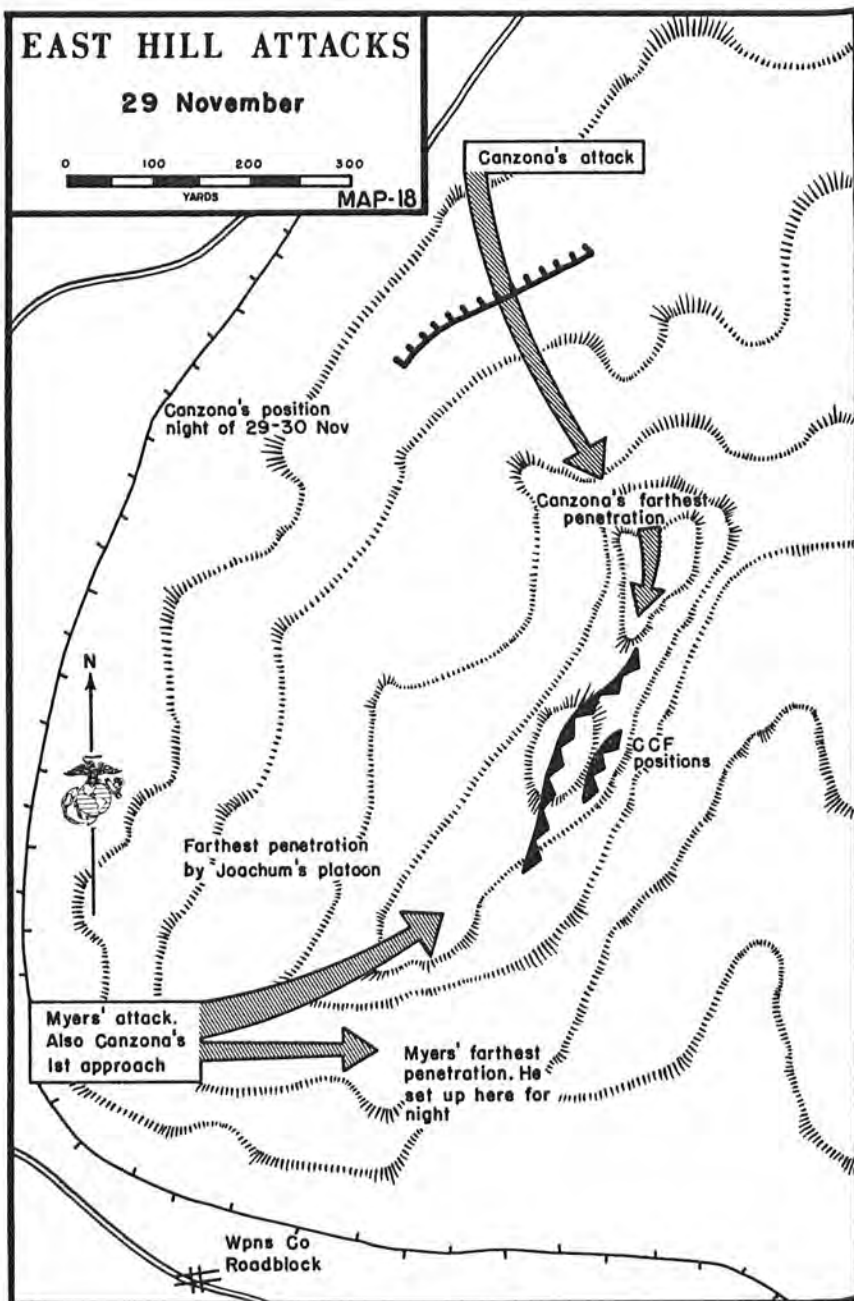 EAST HILL ATTACKS
29 November
0 100 200 300
YARDS
MAP-18
Canzona's attack
Canzona's position
night of 29-30 Nov
Canzona's farthest
penetration
N
CCF
positions
Farthest penetration
by Joachum's platoon
Myers' attack.
Also Canzona's
1st approach
Myers' farthest
penetration. He
set up here for
night
Wpns Co
Roadblock